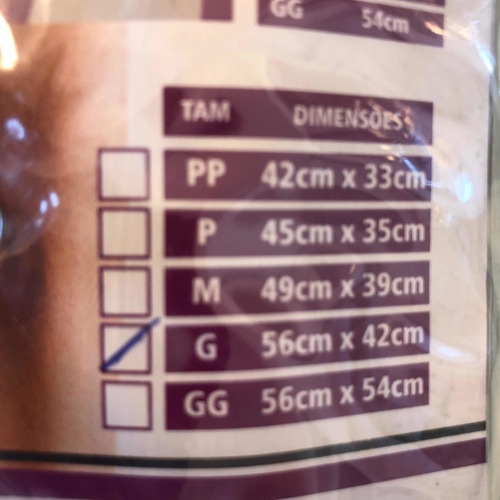 GG 54cm
TAM DIMENSÕES
PP 42cm x 33cm
P 45cm x 35cm
M 49cm x 39cm
G 56cm x 42cm
GG 56cm x 54cm